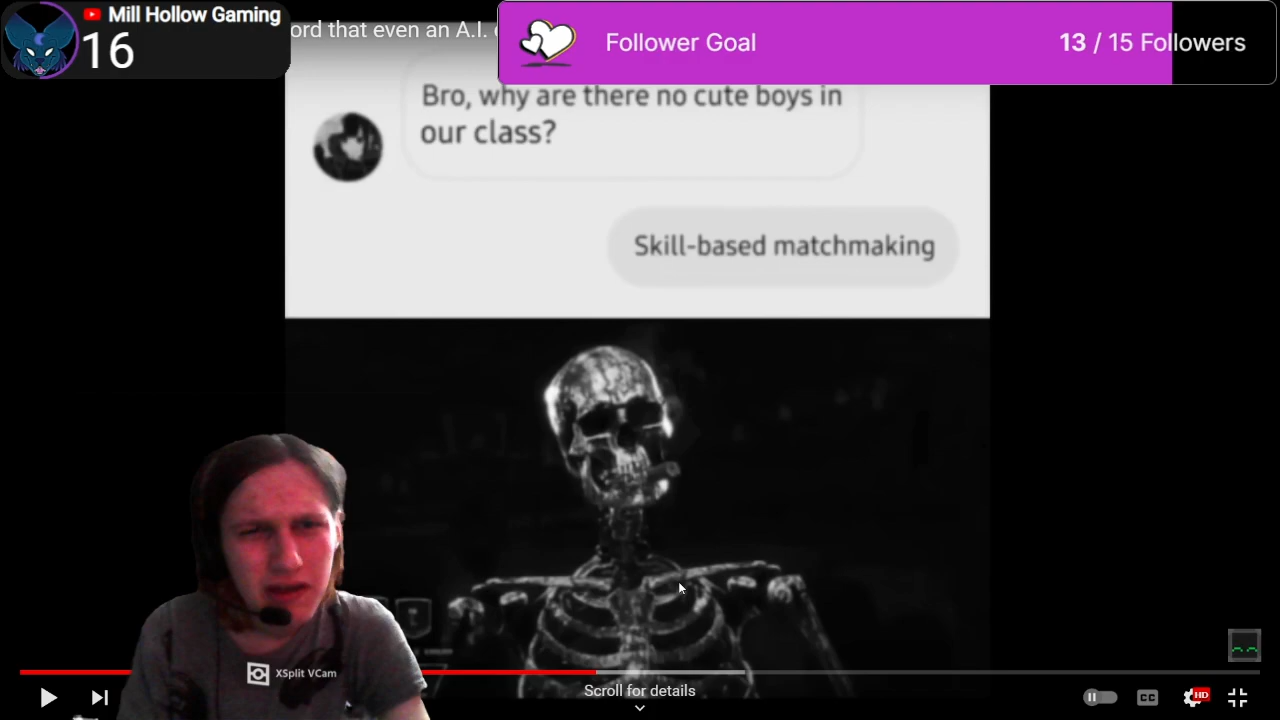 Mill Hollow Gaming
16
ord that even an A.I.
Follower Goal
13 / 15 Followers
Bro, why are there no cute boys in
our class?
Skill-based matchmaking
XSplit VCam
Scroll for details
CC
HD